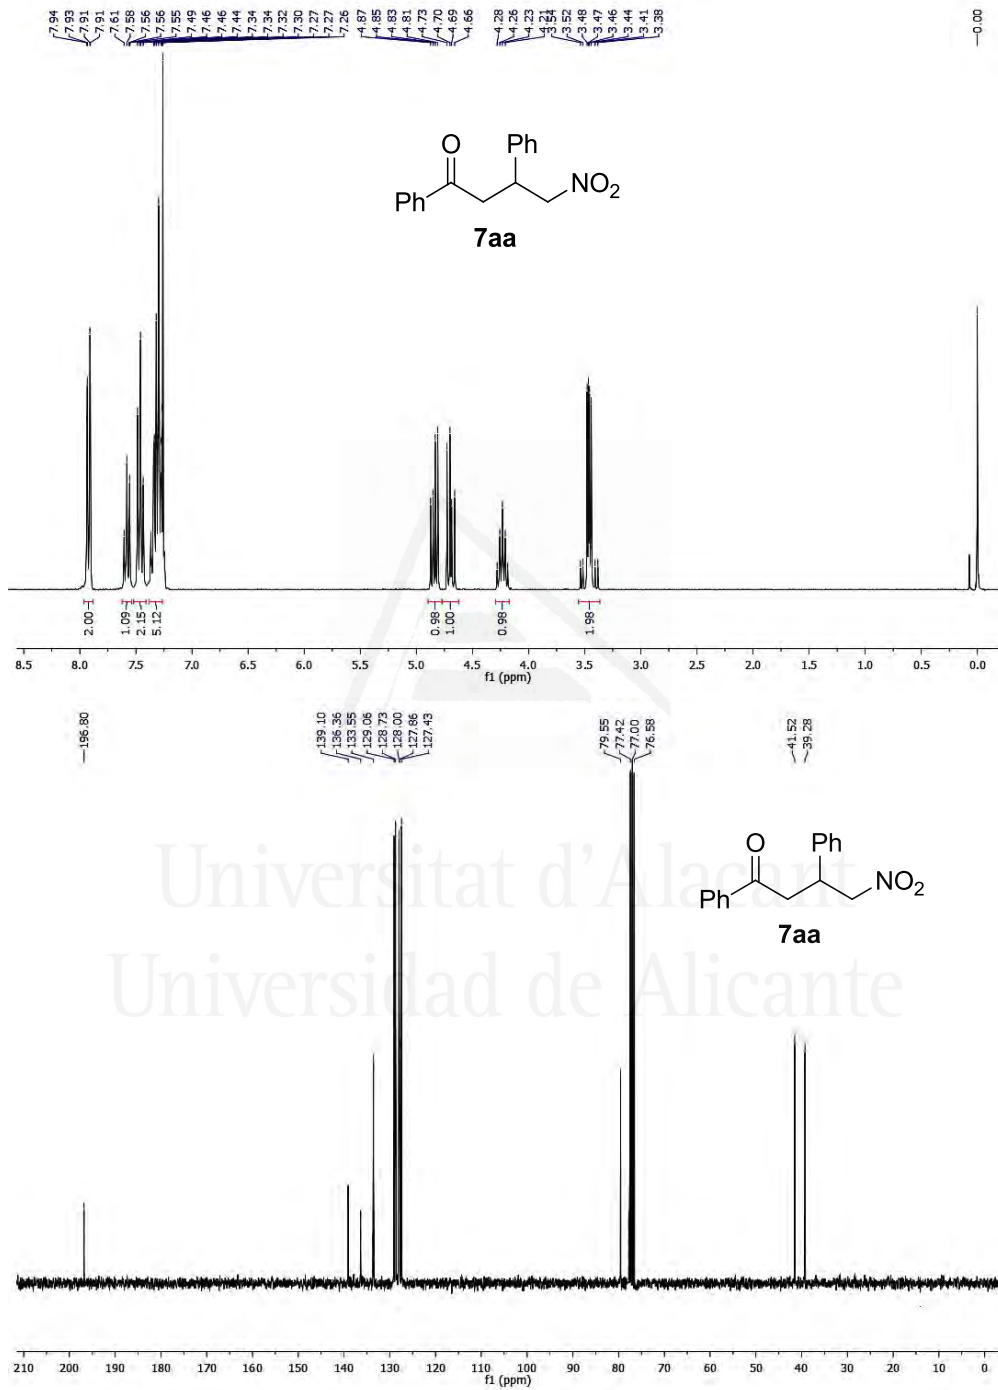 7.94 7.93 7.91 7.91 7.61 7.58 7.56 7.56 7.55 7.49 7.46 7.46 7.44 7.34 7.34 7.32 7.30 7.27 7.27 7.26 4.87 4.85 4.83 4.81 4.73 4.70 4.69 4.66 4.28 4.26 4.23 4.21 3.54 3.52 3.48 3.47 3.46 3.44 3.41 3.38 0.00
O Ph
Ph NO2
7aa
2.00 1.09 2.15 5.12 0.98 1.00 0.98 1.98
8.5 8.0 7.5 7.0 6.5 6.0 5.5 5.0 4.5 4.0 3.5 3.0 2.5 2.0 1.5 1.0 0.5 0.0
f1 (ppm)
196.80 139.10 136.36 133.55 129.06 128.73 128.00 127.86 127.43 79.55 77.42 77.00 76.58 41.52 39.28
O Ph
Ph NO2
7aa
Universitat d'Alacant
Universidad de Alicante
210 200 190 180 170 160 150 140 130 120 110 100 90 80 70 60 50 40 30 20 10 0
f1 (ppm)